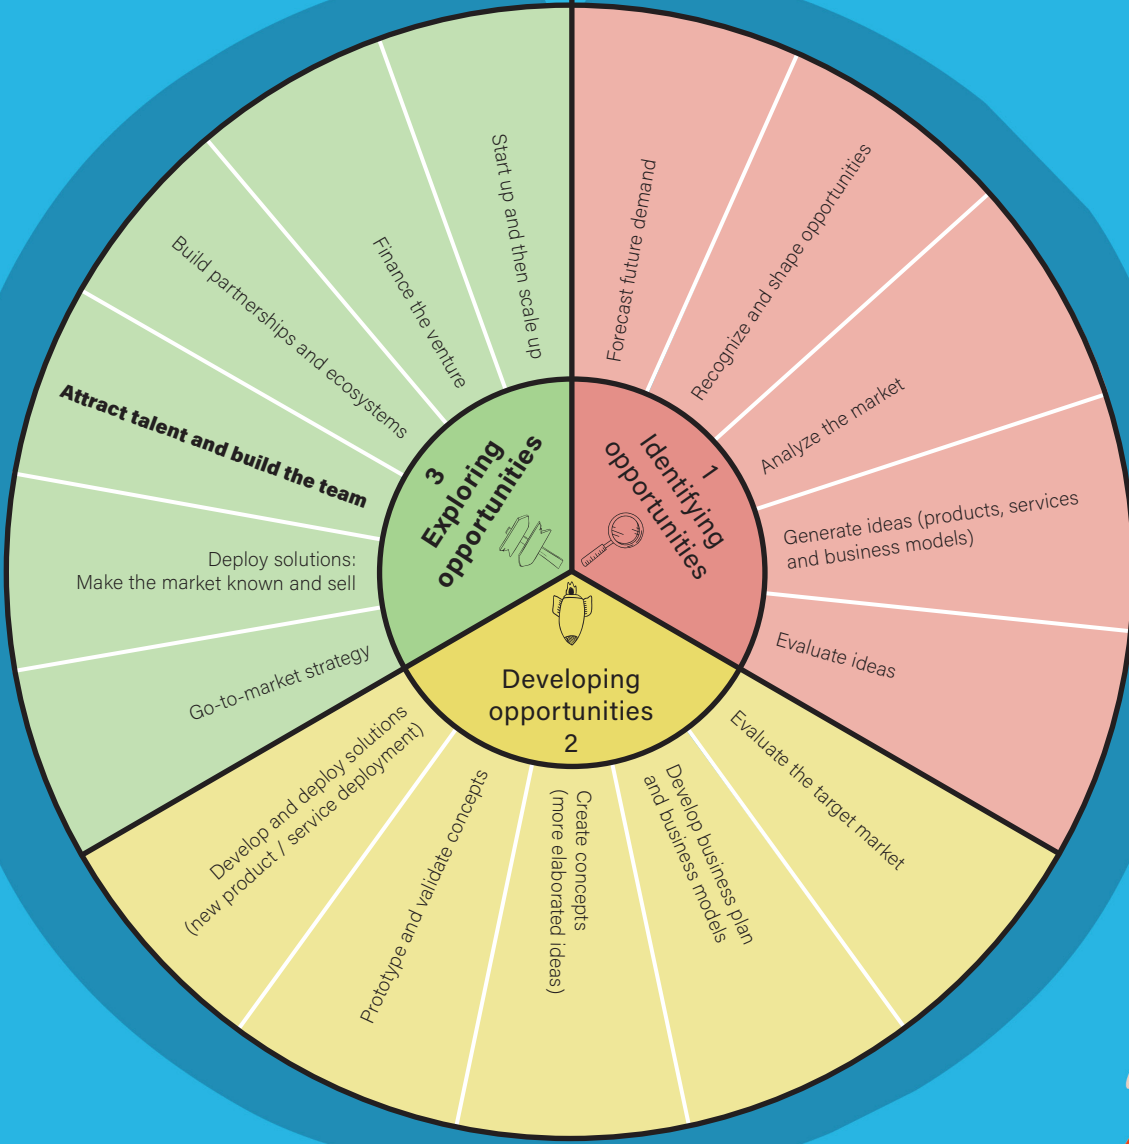 1
Identifying
opportunities
Forecast future demand
Recognize and shape opportunities
Analyze the market
Generate ideas (products, services
and business models)
Evaluate ideas
Developing
opportunities
2
Evaluate the target market
Develop business plan
and business models
Create concepts
(more elaborated ideas)
Prototype and validate concepts
Develop and deploy solutions
(new product / service deployment)
3
Exploring
opportunities
Go-to-market strategy
Deploy solutions:
Make the market known and sell
Attract talent and build the team
Build partnerships and ecosystems
Finance the venture
Start up and then scale up